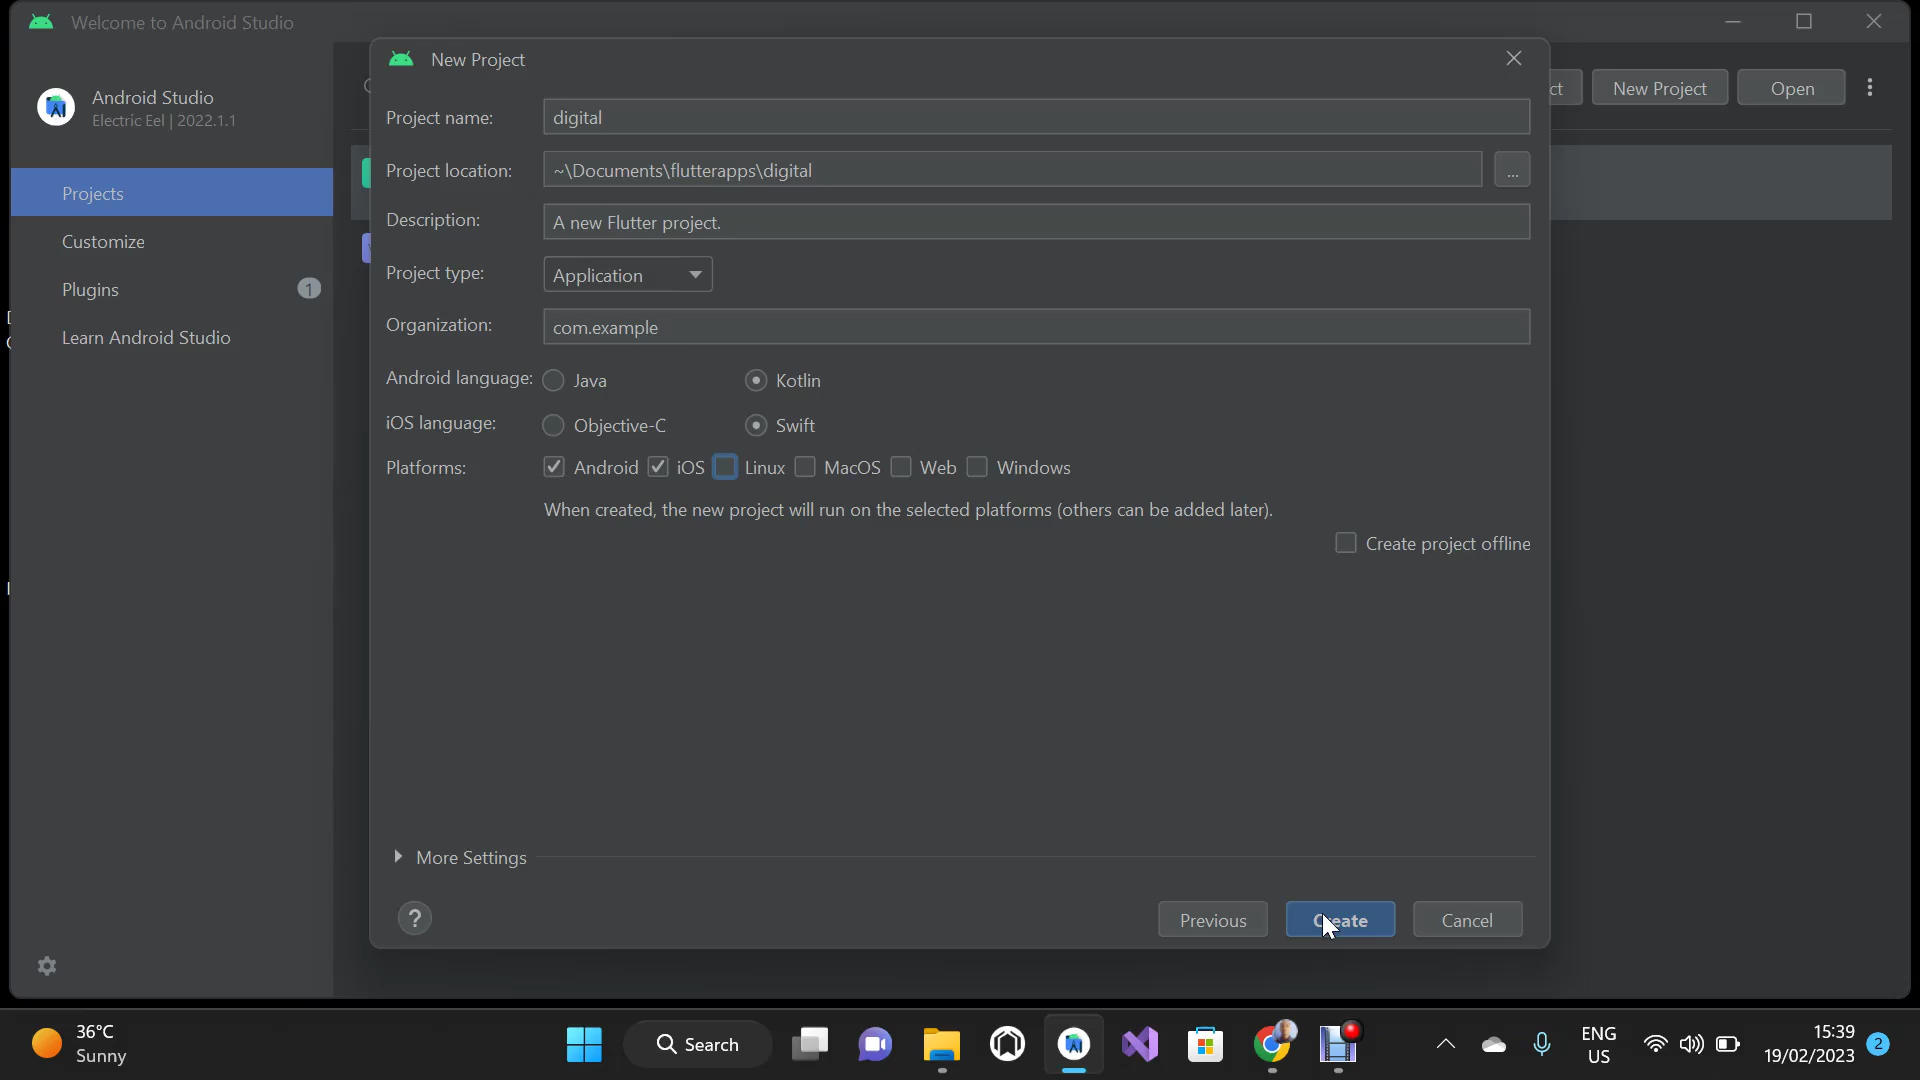 Welcome to Android Studio
New Project
Android Studio
Electric Eel | 2022.1.1
ct
New Project
Open
Project name:
digital
Project location:
~\Documents\flutterapps\digital
...
Projects
Customize
Plugins
1
Learn Android Studio
Description:
A new Flutter project.
Project type:
Application
Organization:
com.example
Android language:
Java
Kotlin
iOS language:
Objective-C
Swift
Platforms:
Android
iOS
Linux
MacOS
Web
Windows
When created, the new project will run on the selected platforms (others can be added later).
Create project offline
More Settings
?
Previous
Create
Cancel
36°C
Sunny
Search
ENG
US
15:39
19/02/2023
2